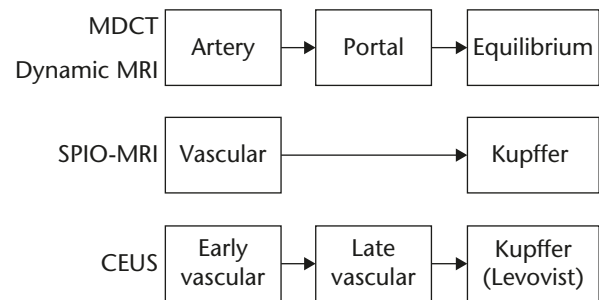 MDCT
Dynamic MRI
Artery
Portal
Equilibrium
SPIO-MRI
Vascular
Kupffer
CEUS
Early
vascular
Late
vascular
Kupffer
(Levovist)